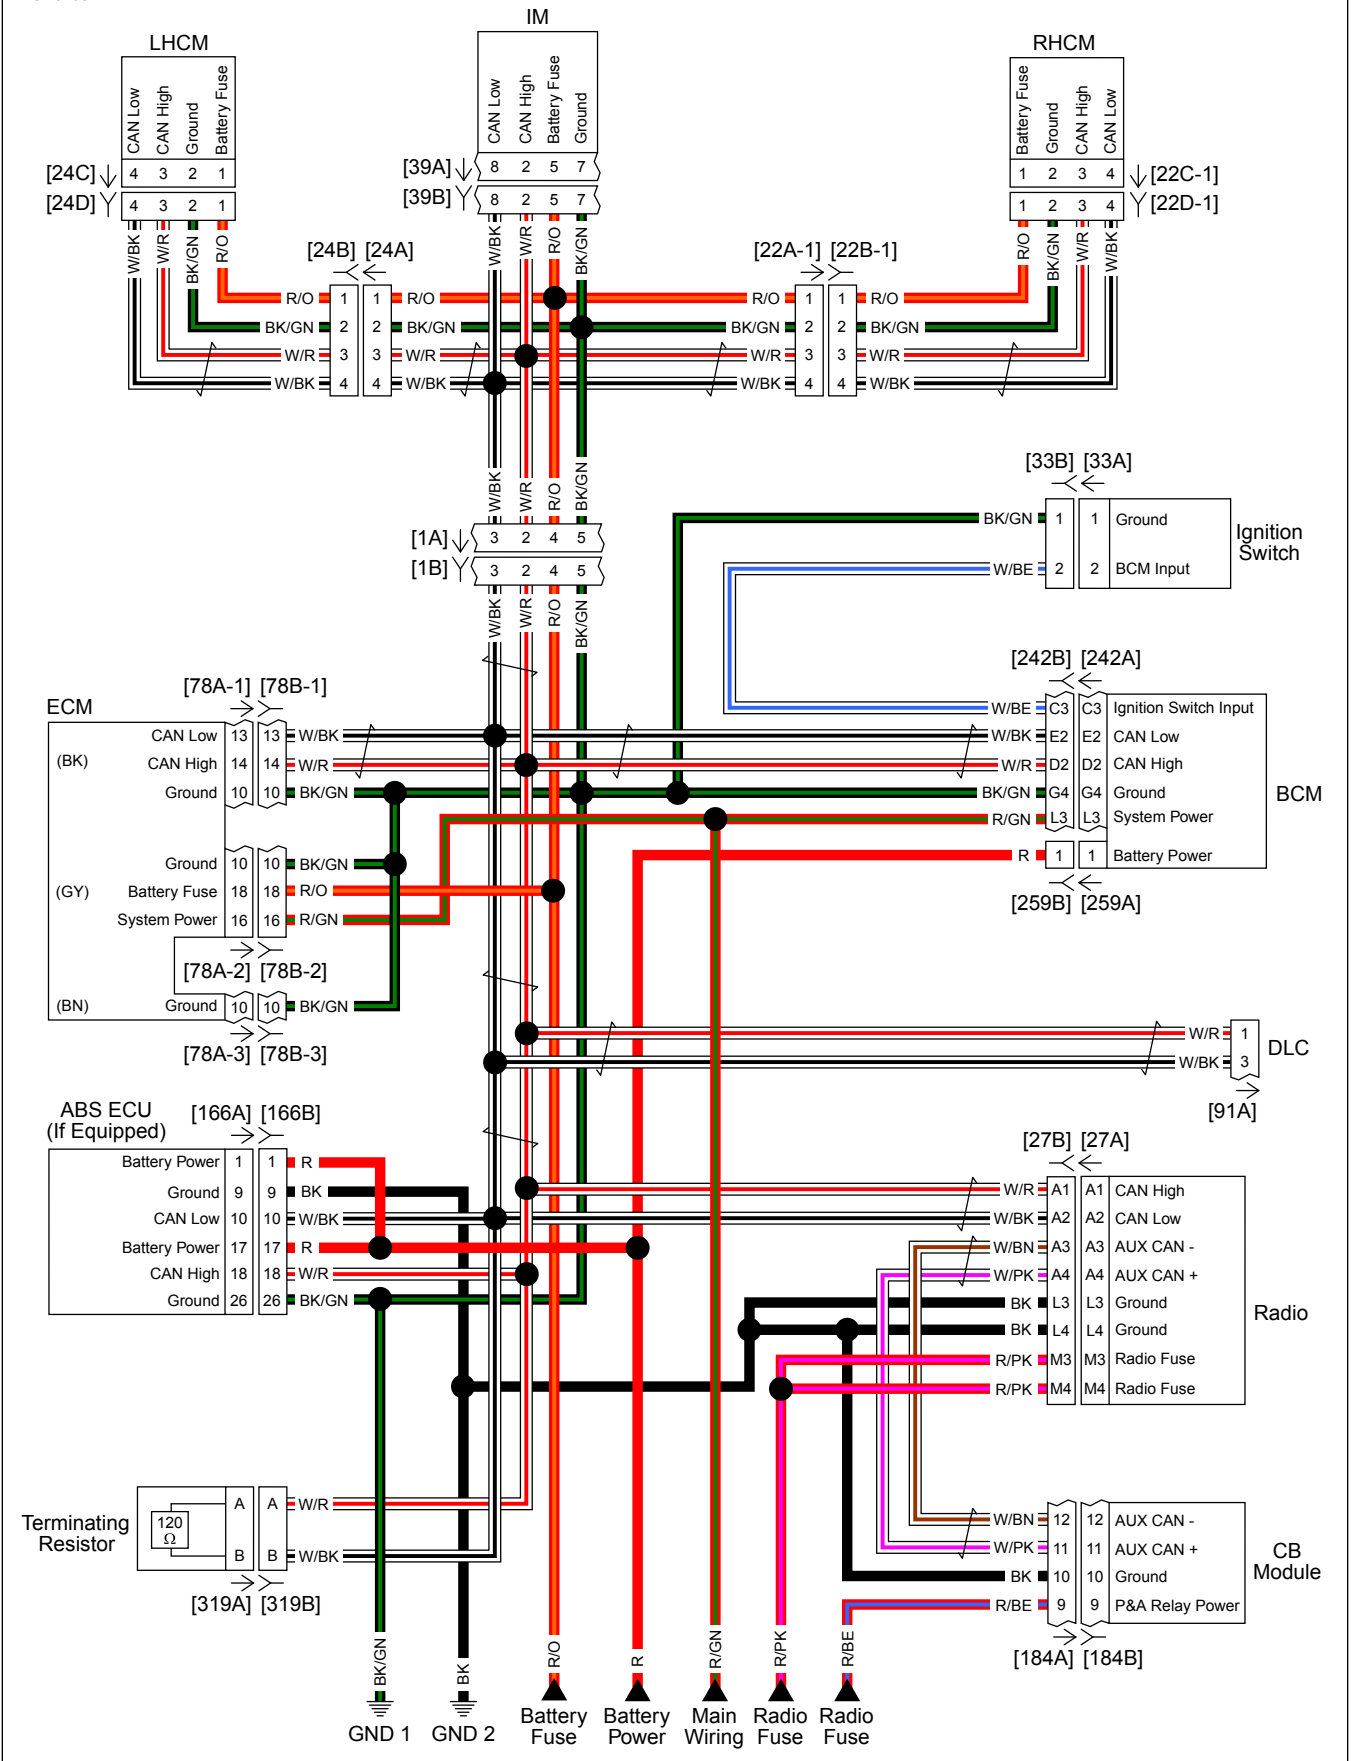 IM
LHCM
RHCM
CAN Low
CAN High
Ground
Battery Fuse
CAN Low
CAN High
Battery Fuse
Ground
Battery Fuse
Ground
CAN High
CAN Low
[24C] 4 3 2 1
[39A] 8 2 5 7
1 2 3 4 [22C-1]
[24D] 4 3 2 1
[39B] 8 2 5 7
1 2 3 4 [22D-1]
W/BK W/R BK/GN R/O
W/BK W/R R/O BK/GN
R/O BK/GN W/R W/BK
[24B] [24A]
[22A-1] [22B-1]
R/O 1 1 R/O R/O 1 1 R/O
BK/GN 2 2 BK/GN BK/GN 2 2 BK/GN
W/R 3 3 W/R W/R 3 3 W/R
W/BK 4 4 W/BK W/BK 4 4 W/BK
W/BK W/R R/O BK/GN
[1A] 3 2 4 5
[1B] 3 2 4 5
W/BK W/R R/O BK/GN
[33B] [33A]
BK/GN 1 1 Ground
W/BE 2 2 BCM Input
Ignition
Switch
[242B] [242A]
W/BE C3 C3 Ignition Switch Input
W/BK E2 E2 CAN Low
W/R D2 D2 CAN High
BK/GN G4 G4 Ground
R/GN L3 L3 System Power
R 1 1 Battery Power
BCM
[259B] [259A]
ECM
[78A-1] [78B-1]
(BK)
CAN Low 13 13 W/BK
CAN High 14 14 W/R
Ground 10 10 BK/GN
(GY)
Ground 10 10 BK/GN
Battery Fuse 18 18 R/O
System Power 16 16 R/GN
[78A-2] [78B-2]
(BN) Ground 10 10 BK/GN
[78A-3] [78B-3]
W/R 1
W/BK 3
DLC
[91A]
ABS ECU
(If Equipped)
[166A] [166B]
Battery Power 1 1 R
Ground 9 9 BK
CAN Low 10 10 W/BK
Battery Power 17 17 R
CAN High 18 18 W/R
Ground 26 26 BK/GN
[27B] [27A]
W/R A1 A1 CAN High
W/BK A2 A2 CAN Low
W/BN A3 A3 AUX CAN -
W/PK A4 A4 AUX CAN +
BK L3 L3 Ground
BK L4 L4 Ground
R/PK M3 M3 Radio Fuse
R/PK M4 M4 Radio Fuse
Radio
Terminating
Resistor
120
Ω
A A W/R
B B W/BK
[319A] [319B]
W/BN 12 12 AUX CAN -
W/PK 11 11 AUX CAN +
BK 10 10 Ground
R/BE 9 9 P&A Relay Power
CB
Module
[184A] [184B]
BK/GN BK R/O R R/GN R/PK R/BE
GND 1
GND 2
Battery
Fuse
Battery
Power
Main
Wiring
Radio
Fuse
Radio
Fuse